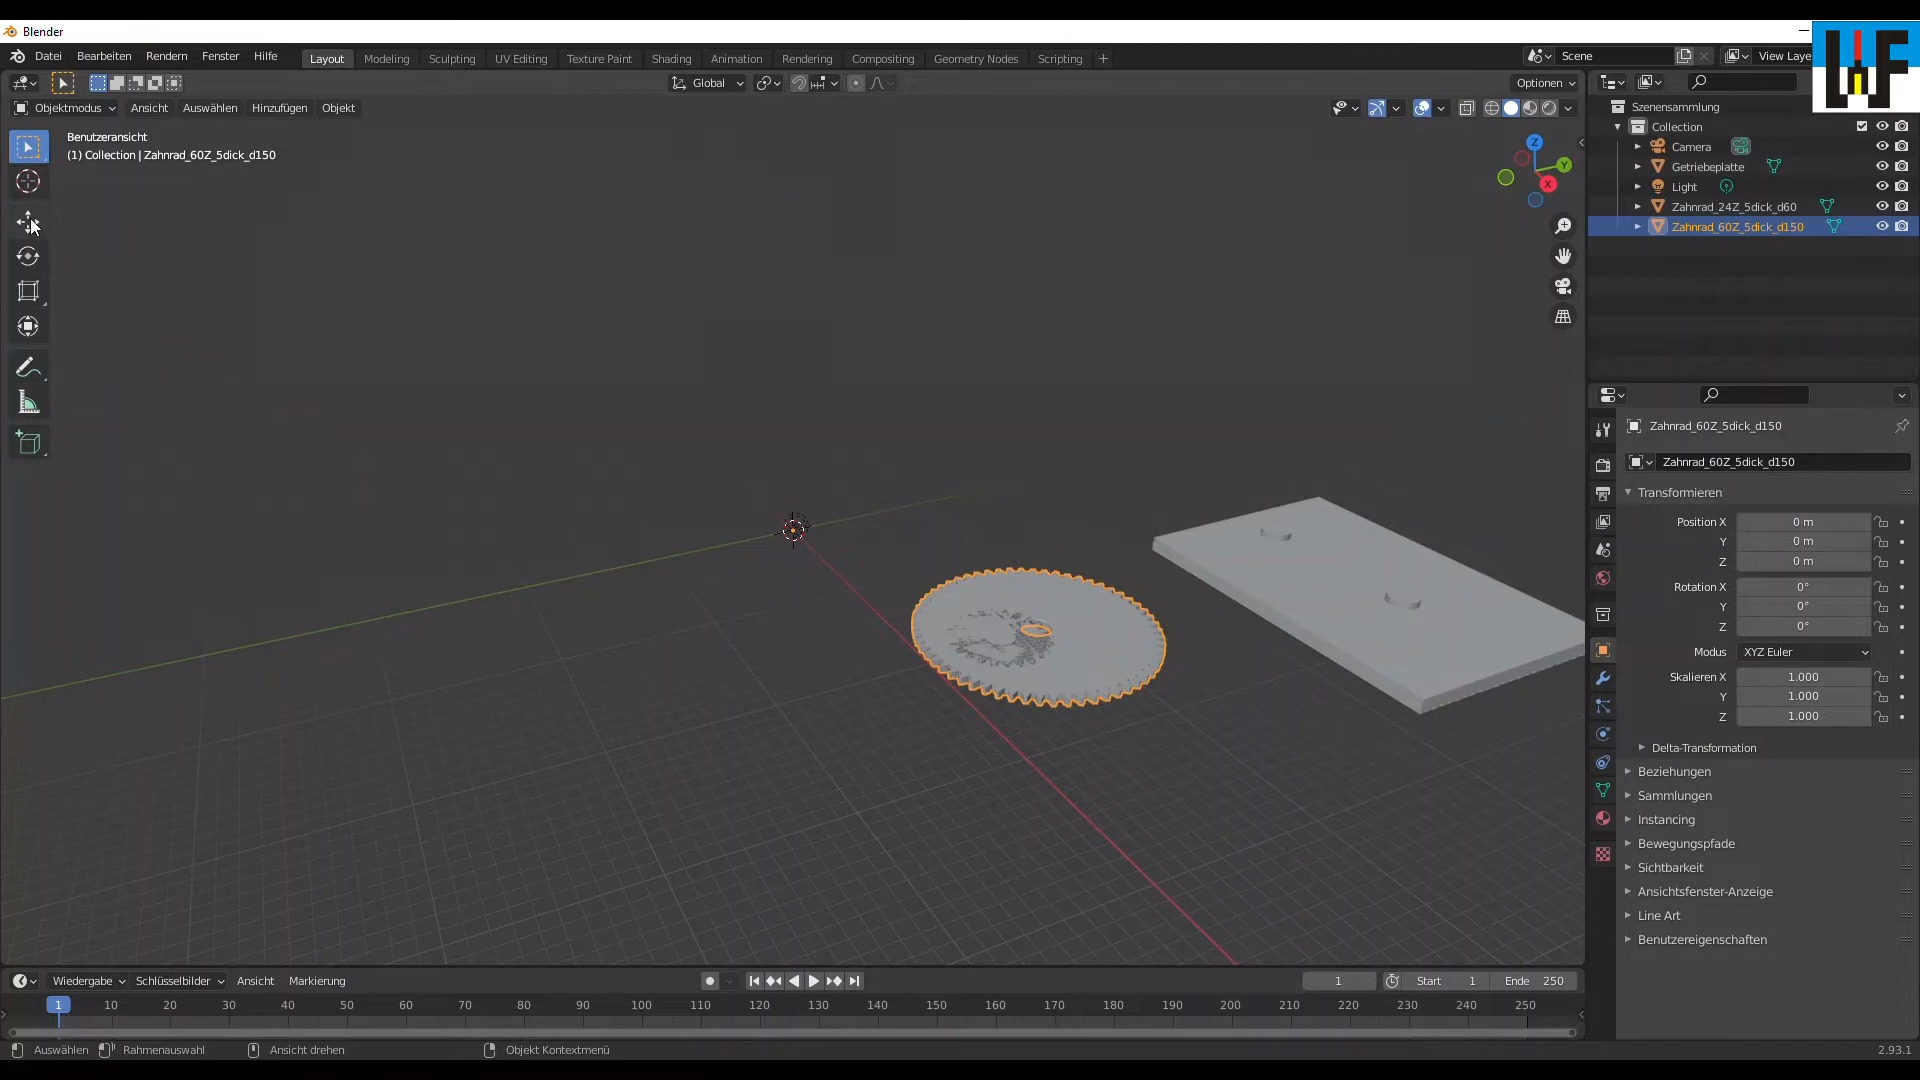 Blender
Datei Bearbeiten Rendern Fenster Hilfe Layout Modeling Sculpting UV Editing Texture Paint Shading Animation Rendering Compositing Geometry Nodes Scripting + Scene View Laye
WF
Global Optionen
Objektmodus Ansicht Auswählen Hinzufügen Objekt
Benutzeransicht
(1) Collection | Zahnrad_60Z_5dick_d150
Z
Y
X
Szenensammlung
Collection
Camera
Getriebeplatte
Light
Zahnrad_24Z_5dick_d60
Zahnrad_60Z_5dick_d150
Zahnrad_60Z_5dick_d150
Zahnrad_60Z_5dick_d150
Transformieren
Position X 0 m
Y 0 m
Z 0 m
Rotation X 0°
Y 0°
Z 0°
Modus XYZ Euler
Skalieren X 1.000
Y 1.000
Z 1.000
Delta-Transformation
Beziehungen
Sammlungen
Instancing
Bewegungspfade
Sichtbarkeit
Ansichtsfenster-Anzeige
Line Art
Benutzereigenschaften
Wiedergabe Schlüsselbilder Ansicht Markierung 1 Start 1 Ende 250
1 10 20 30 40 50 60 70 80 90 100 110 120 130 140 150 160 170 180 190 200 210 220 230 240 250
Auswählen Rahmenauswahl Ansicht drehen Objekt Kontextmenü 2.93.1